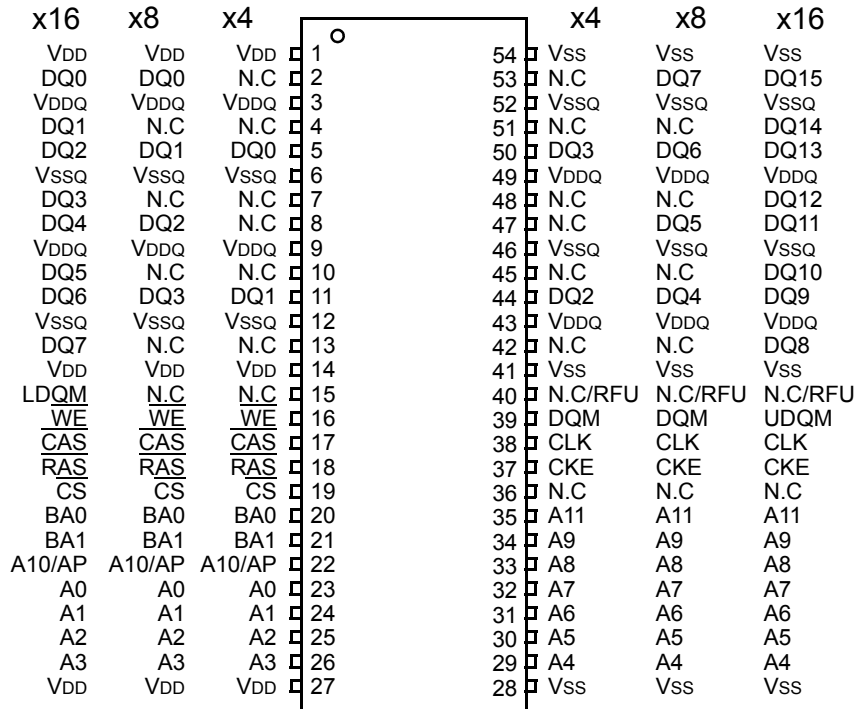 x16 x8 x4 x4 x8 x16
VDD VDD VDD 1 54 VSS VSS VSS
DQ0 DQ0 N.C 2 53 N.C DQ7 DQ15
VDDQ VDDQ VDDQ 3 52 VSSQ VSSQ VSSQ
DQ1 N.C N.C 4 51 N.C N.C DQ14
DQ2 DQ1 DQ0 5 50 DQ3 DQ6 DQ13
VSSQ VSSQ VSSQ 6 49 VDDQ VDDQ VDDQ
DQ3 N.C N.C 7 48 N.C N.C DQ12
DQ4 DQ2 N.C 8 47 N.C DQ5 DQ11
VDDQ VDDQ VDDQ 9 46 VSSQ VSSQ VSSQ
DQ5 N.C N.C 10 45 N.C N.C DQ10
DQ6 DQ3 DQ1 11 44 DQ2 DQ4 DQ9
VSSQ VSSQ VSSQ 12 43 VDDQ VDDQ VDDQ
DQ7 N.C N.C 13 42 N.C N.C DQ8
VDD VDD VDD 14 41 VSS VSS VSS
LDQM N.C N.C 15 40 N.C/RFU N.C/RFU N.C/RFU
WE WE WE 16 39 DQM DQM UDQM
CAS CAS CAS 17 38 CLK CLK CLK
RAS RAS RAS 18 37 CKE CKE CKE
CS CS CS 19 36 N.C N.C N.C
BA0 BA0 BA0 20 35 A11 A11 A11
BA1 BA1 BA1 21 34 A9 A9 A9
A10/AP A10/AP A10/AP 22 33 A8 A8 A8
A0 A0 A0 23 32 A7 A7 A7
A1 A1 A1 24 31 A6 A6 A6
A2 A2 A2 25 30 A5 A5 A5
A3 A3 A3 26 29 A4 A4 A4
VDD VDD VDD 27 28 VSS VSS VSS